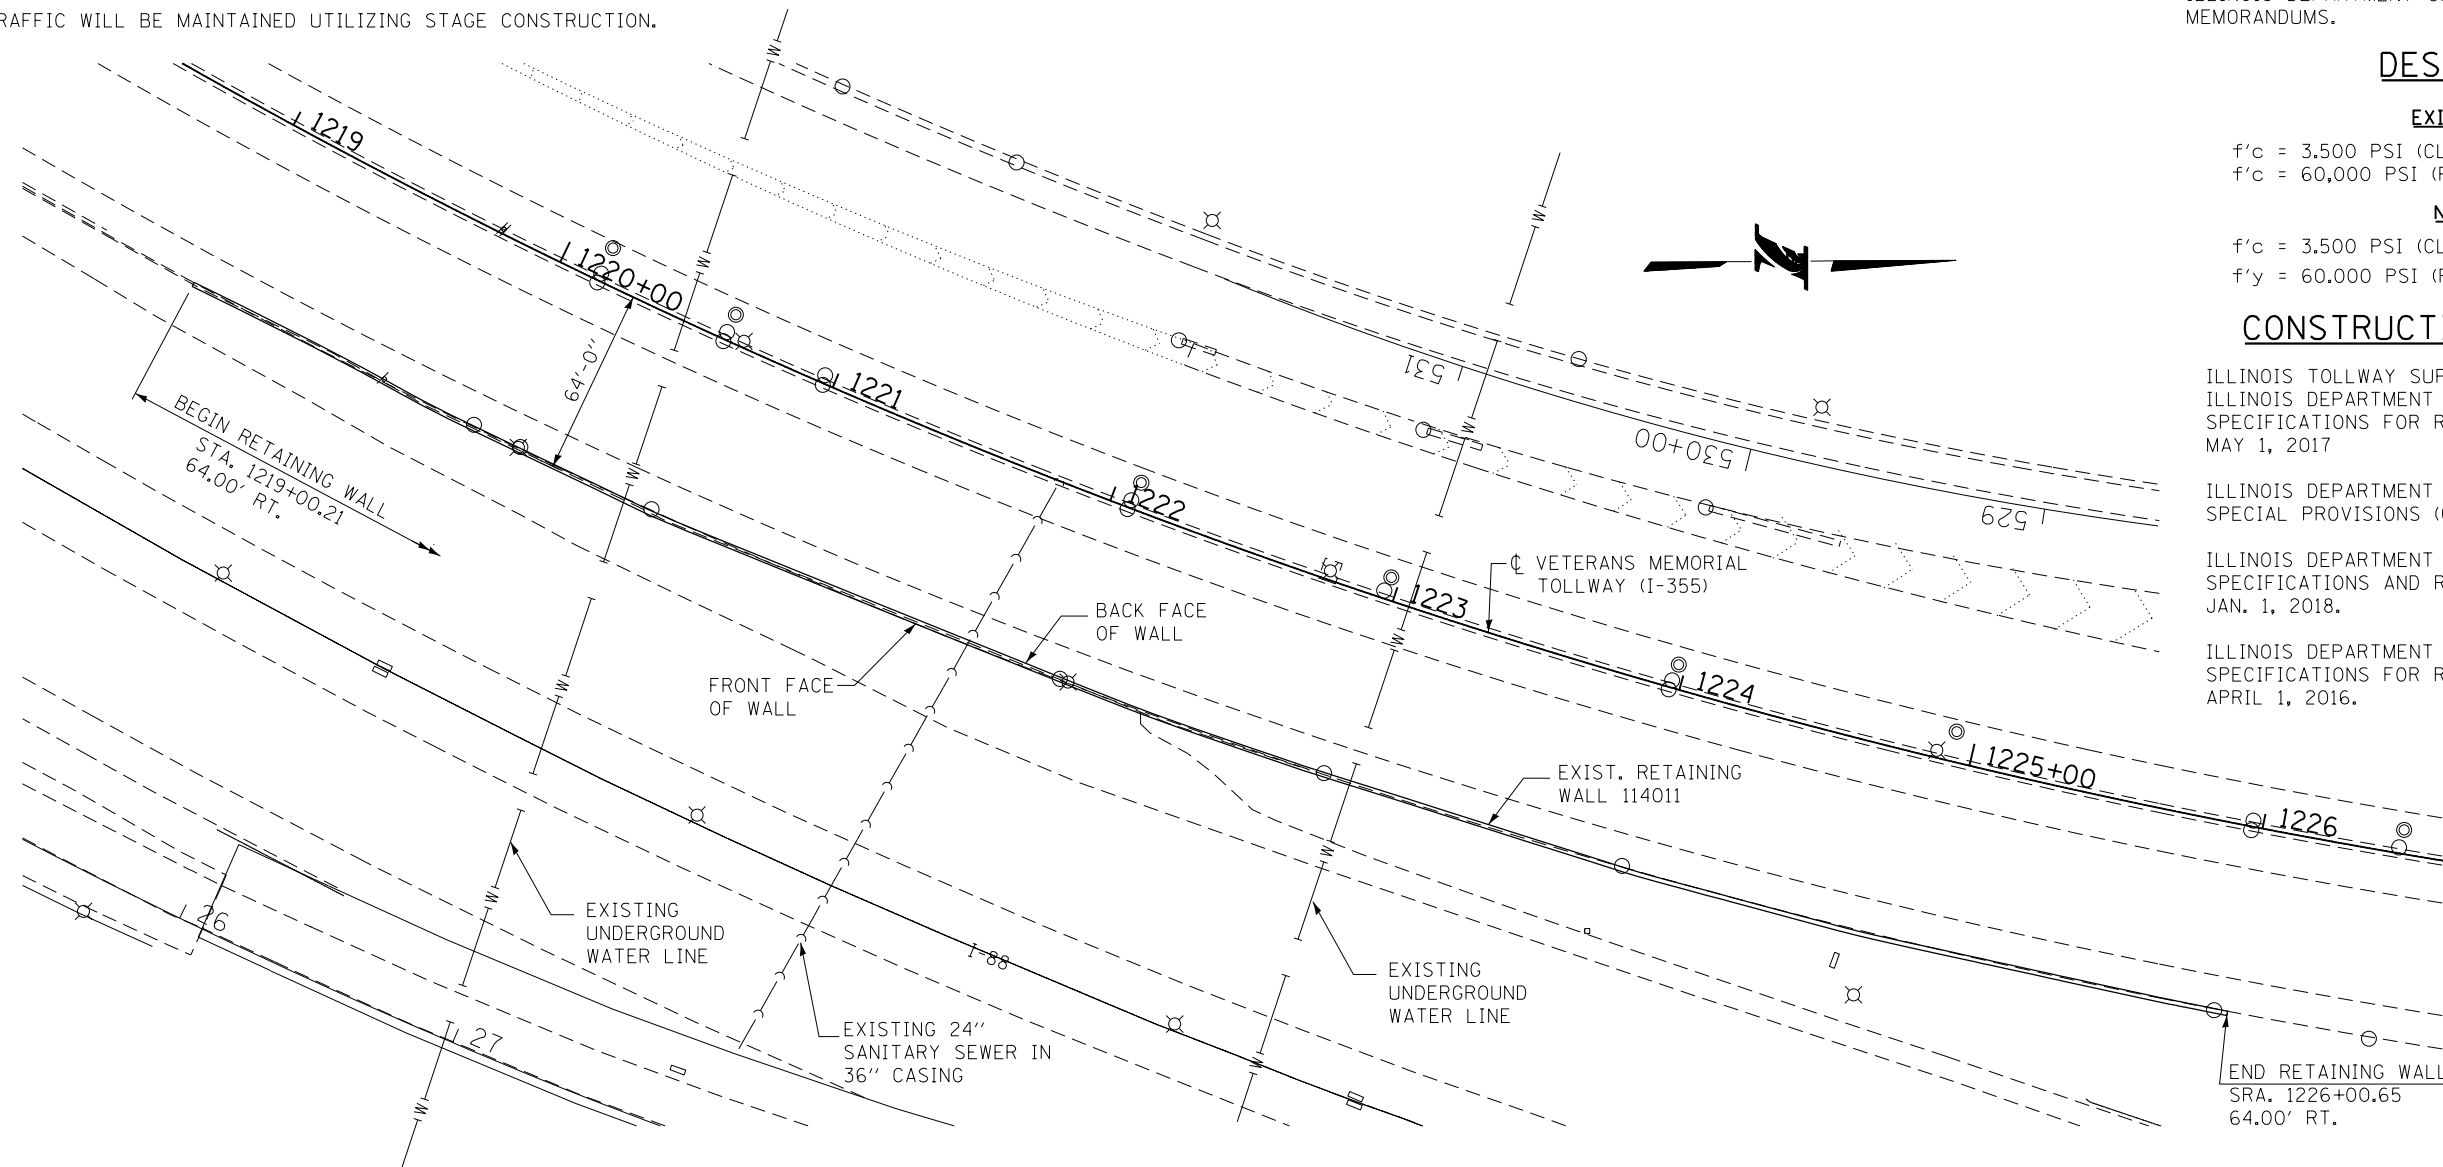 RAFFIC WILL BE MAINTAINED UTILIZING STAGE CONSTRUCTION.
MEMORANDUMS.
DES
EXI
f'c = 3.500 PSI (CL
f'c = 60,000 PSI (R
N
f'c = 3.500 PSI (CL
f'y = 60.000 PSI (R
CONSTRUCTI
ILLINOIS TOLLWAY SUP
ILLINOIS DEPARTMENT
SPECIFICATIONS FOR R
MAY 1, 2017
ILLINOIS DEPARTMENT
SPECIAL PROVISIONS (
ILLINOIS DEPARTMENT
SPECIFICATIONS AND R
JAN. 1, 2018.
ILLINOIS DEPARTMENT
SPECIFICATIONS FOR R
APRIL 1, 2016.
1219
1220+00
1221
1222
1223
1224
1225+00
1226
531
530+00
529
W
W
W
W
W
W
W
W
W
W
W
W
W
64'-0"
BEGIN RETAINING WALL
STA. 1219+00.21
64.00' RT.
℄ VETERANS MEMORIAL
TOLLWAY (I-355)
BACK FACE
OF WALL
FRONT FACE
OF WALL
EXIST. RETAINING
WALL 114011
EXISTING
UNDERGROUND
WATER LINE
EXISTING 24"
SANITARY SEWER IN
36" CASING
EXISTING
UNDERGROUND
WATER LINE
I-88
26
27
END RETAINING WALL
SRA. 1226+00.65
64.00' RT.